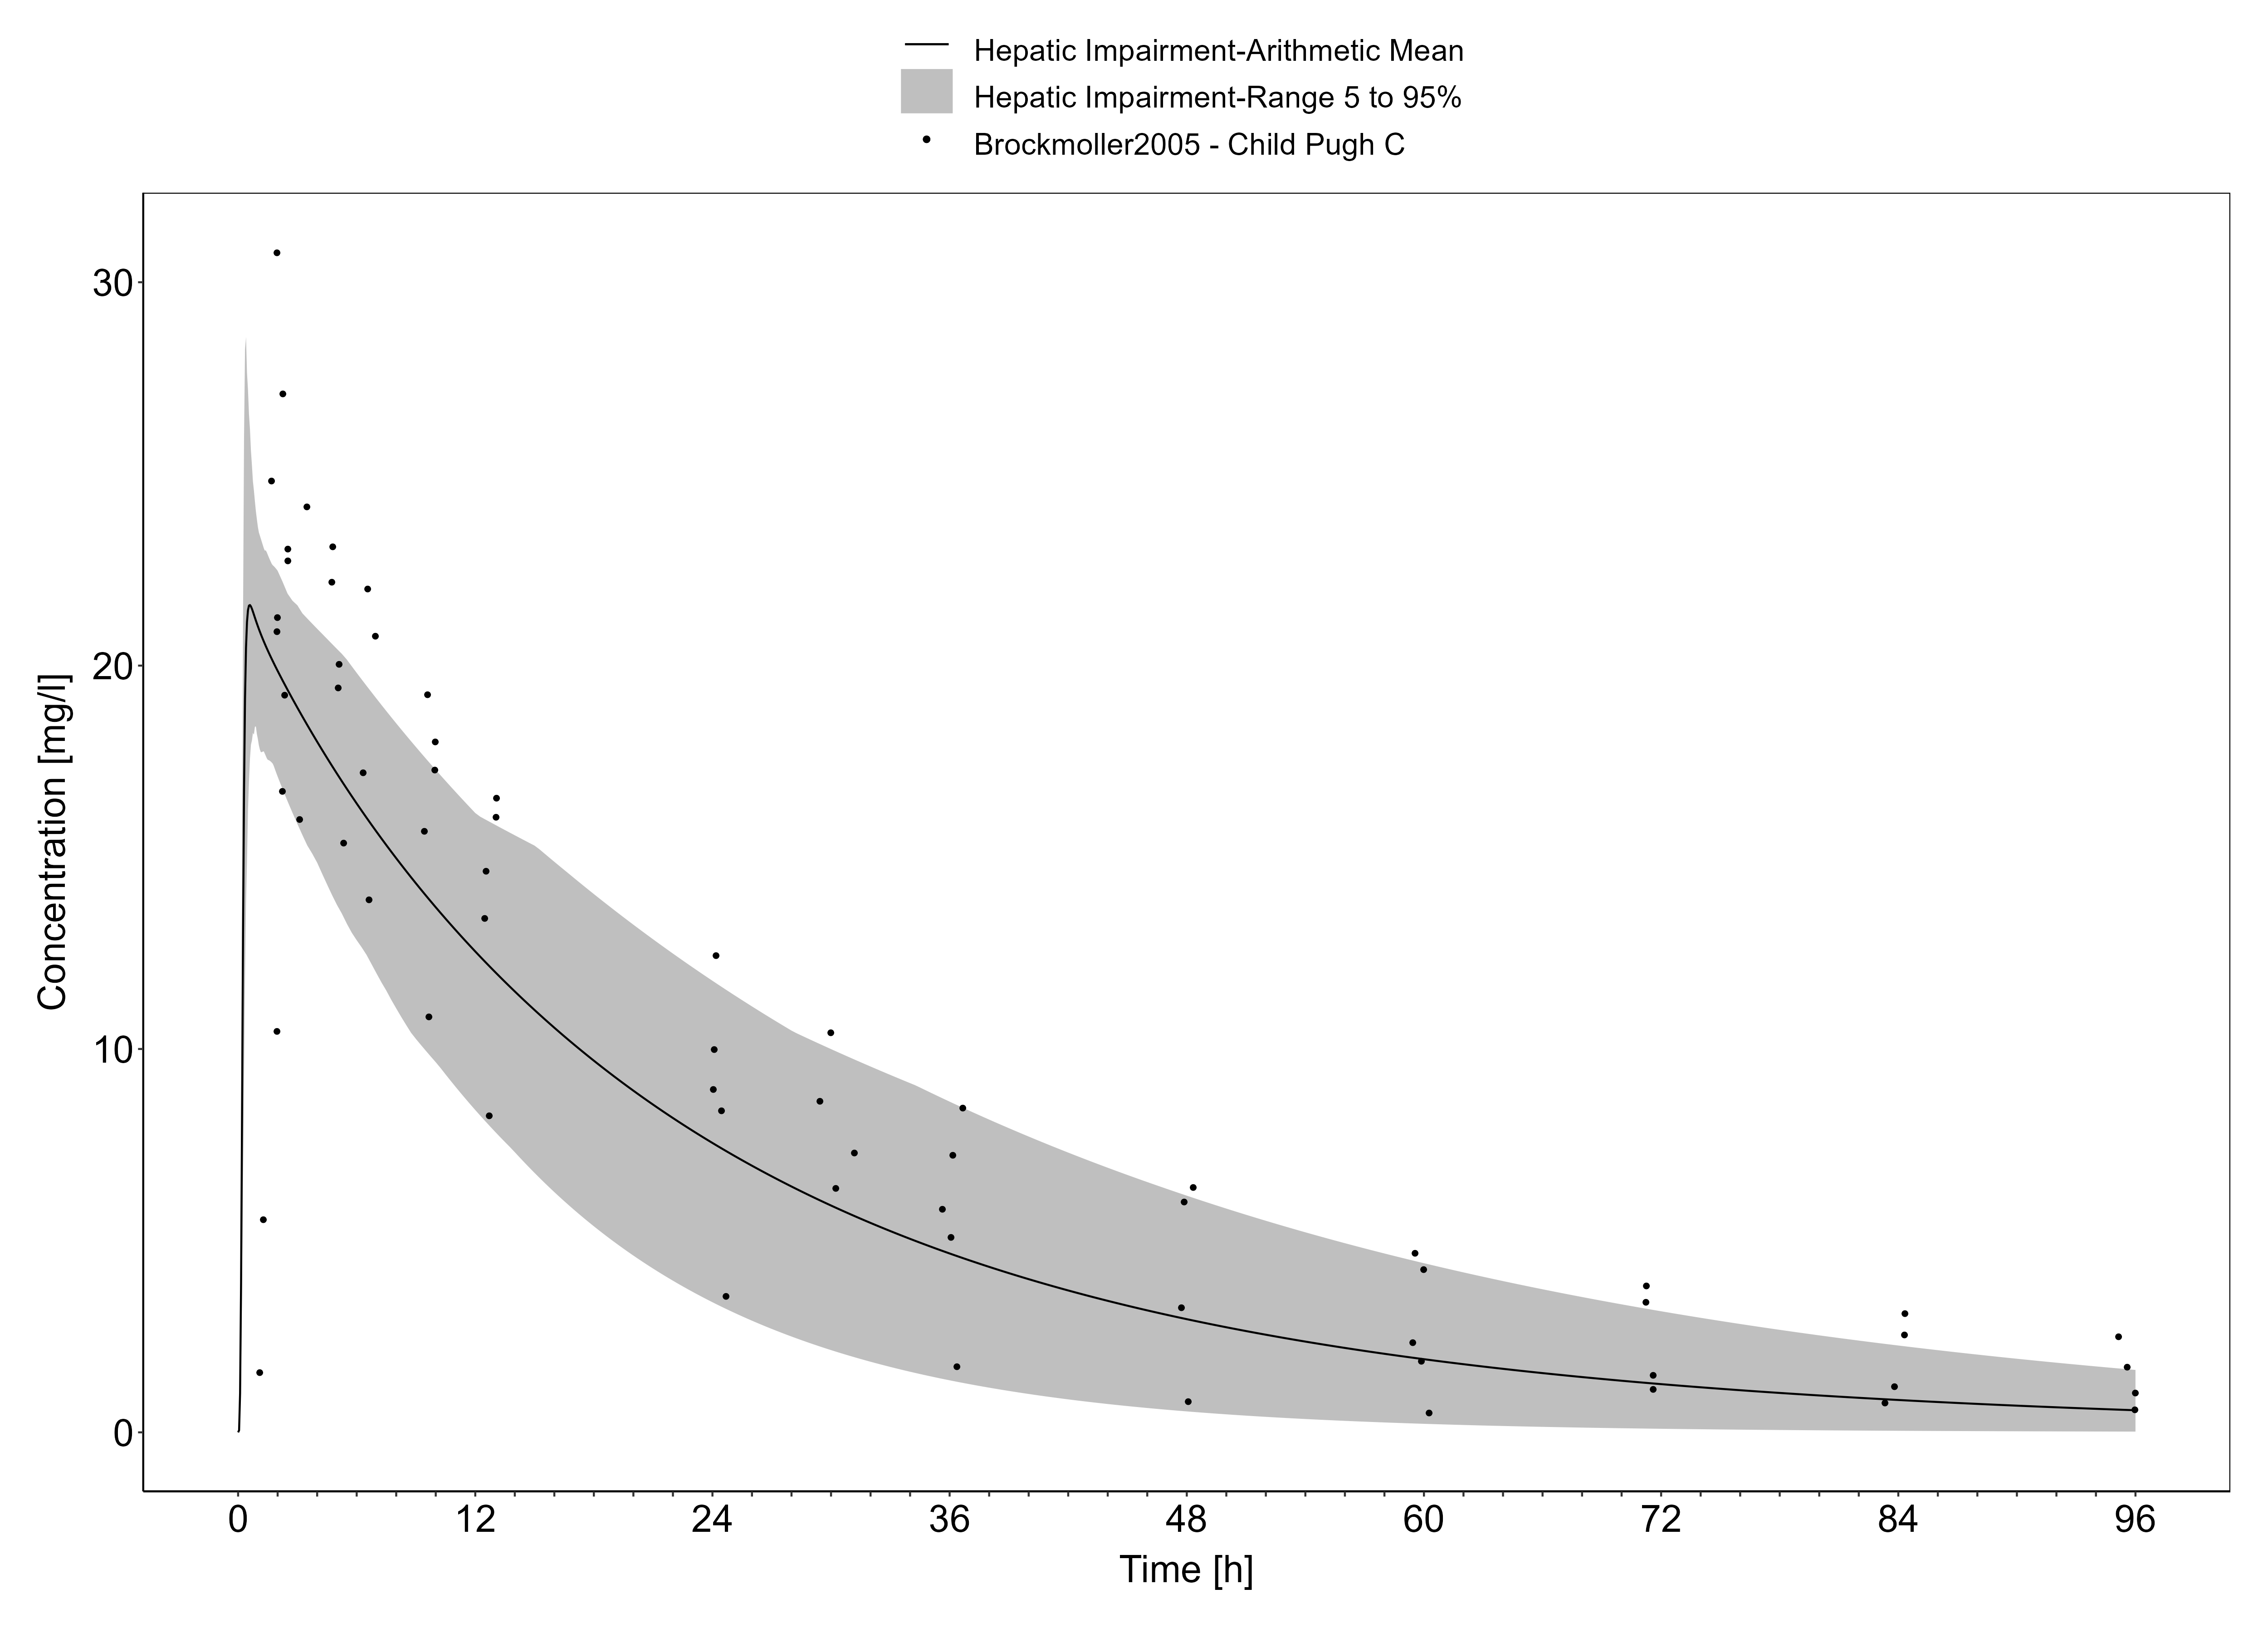 Hepatic Impairment-Arithmetic Mean
Hepatic Impairment-Range 5 to 95%
Brockmoller2005 - Child Pugh C
Concentration [mg/l]
30
20
10
0
0 12 24 36 48 60 72 84 96
Time [h]